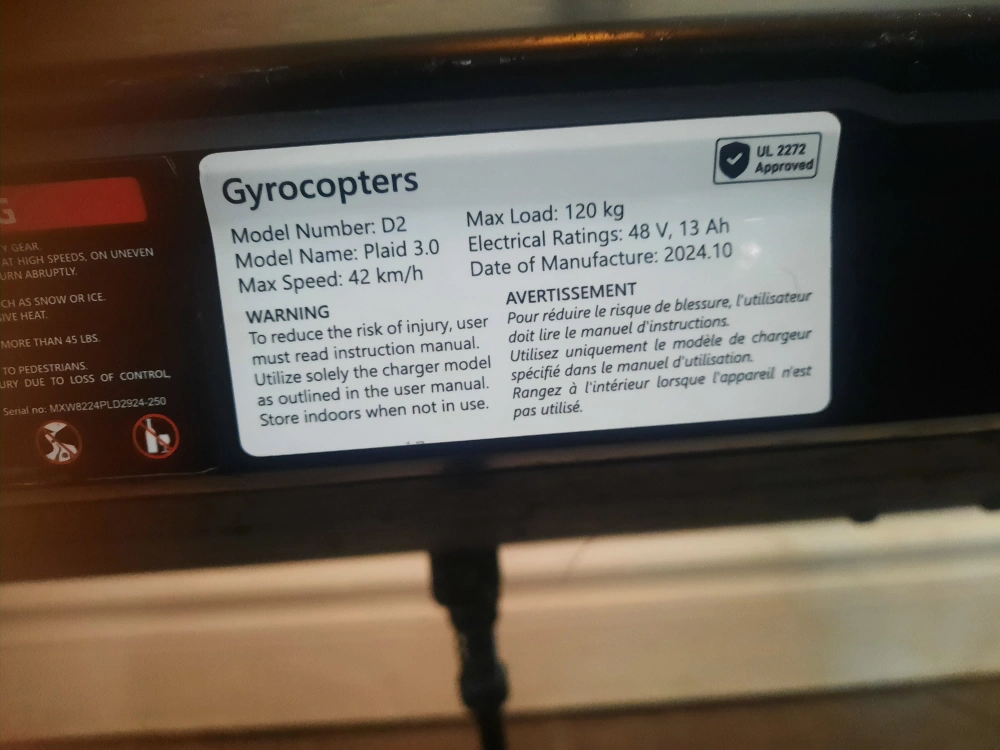 G
Y GEAR.
AT HIGH SPEEDS, ON UNEVEN
URN ABRUPTLY.
CH AS SNOW OR ICE.
SIVE HEAT.
MORE THAN 45 LBS.
TO PEDESTRIANS.
URY DUE TO LOSS OF CONTROL.
Serial no: MXW8224PLD2924-250
Gyrocopters
UL 2272
Approved
Model Number: D2
Model Name: Plaid 3.0
Max Speed: 42 km/h
Max Load: 120 kg
Electrical Ratings: 48 V, 13 Ah
Date of Manufacture: 2024.10
WARNING
To reduce the risk of injury, user
must read instruction manual.
Utilize solely the charger model
as outlined in the user manual.
Store indoors when not in use.
AVERTISSEMENT
Pour réduire le risque de blessure, l'utilisateur
doit lire le manuel d'instructions.
Utilisez uniquement le modèle de chargeur
spécifié dans le manuel d'utilisation.
Rangez à l'intérieur lorsque l'appareil n'est
pas utilisé.